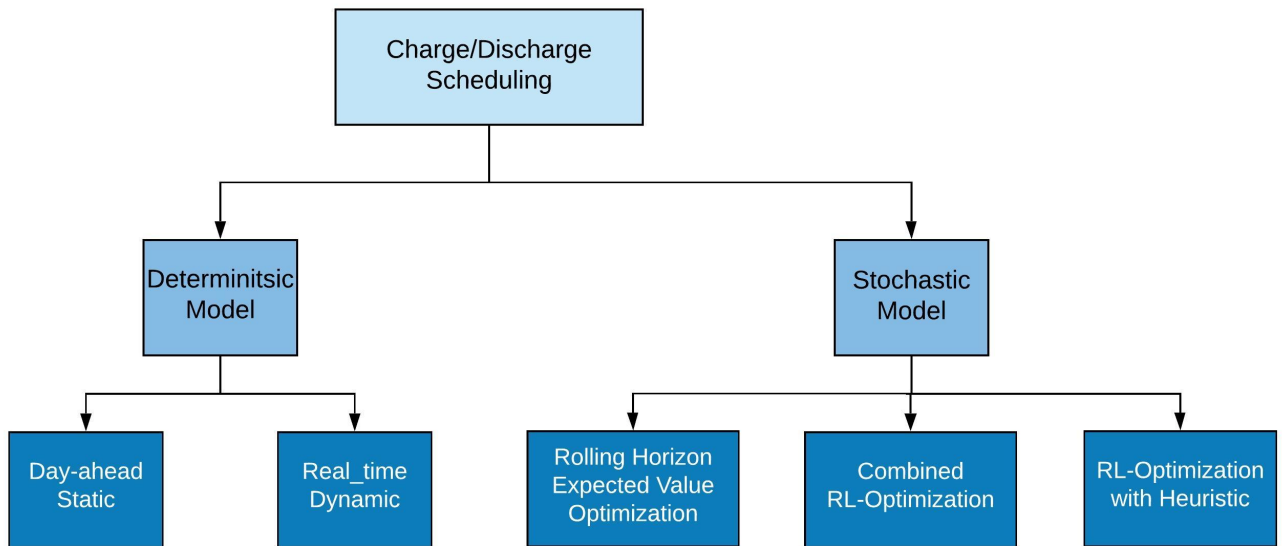 Charge/Discharge
Scheduling
Determinitsic
Model
Stochastic
Model
Day-ahead
Static
Real_time
Dynamic
Rolling Horizon
Expected Value
Optimization
Combined
RL-Optimization
RL-Optimization
with Heuristic